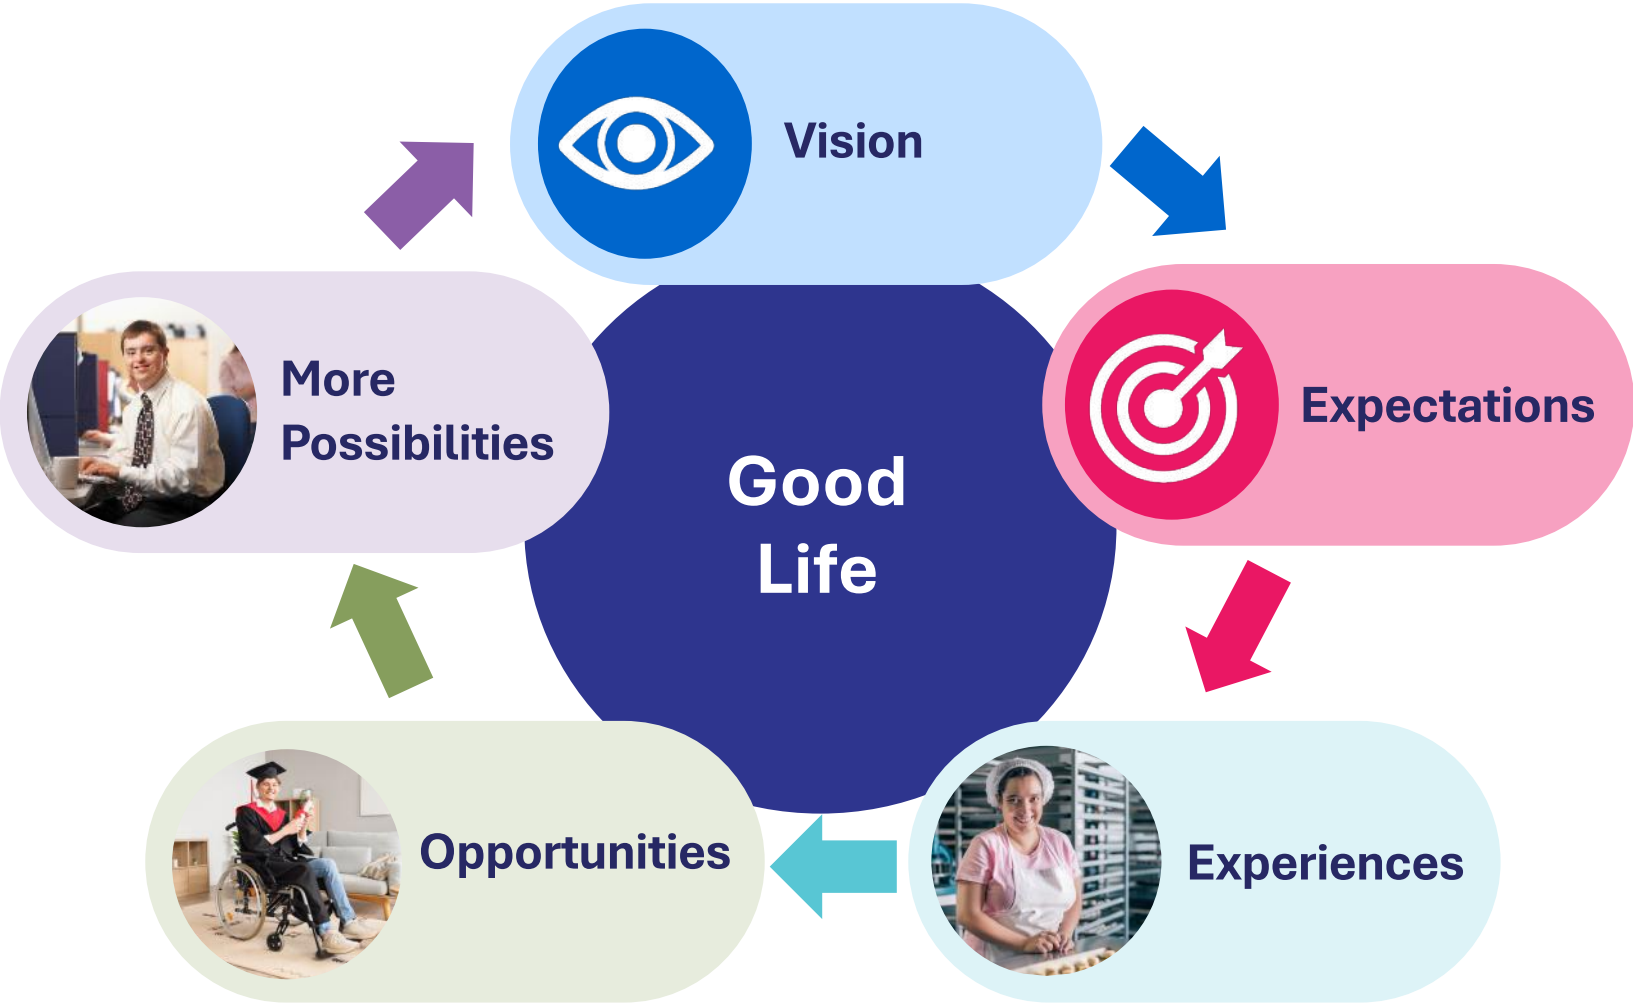 Vision
Expectations
Experiences
Opportunities
More
Possibilities
Good
Life